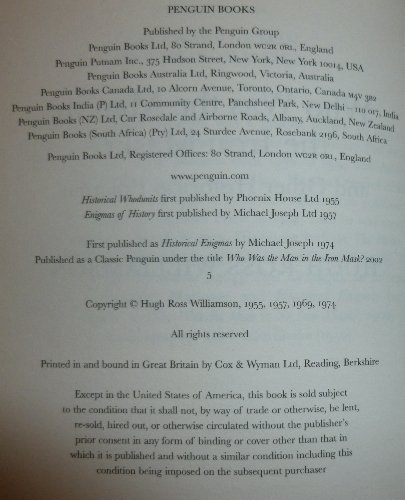 PENGUIN BOOKS
Published by the Penguin Group
Penguin Books Ltd, 80 Strand, London WC2R 0RL, England
Penguin Putnam Inc., 375 Hudson Street, New York, New York 10014, USA
Penguin Books Australia Ltd, Ringwood, Victoria, Australia
Penguin Books Canada Ltd, 10 Alcorn Avenue, Toronto, Ontario, Canada M4V 3B2
Penguin Books India (P) Ltd, 11 Community Centre, Panchsheel Park, New Delhi – 110 017, India
Penguin Books (NZ) Ltd, Cnr Rosedale and Airborne Roads, Albany, Auckland, New Zealand
Penguin Books (South Africa) (Pty) Ltd, 24 Sturdee Avenue, Rosebank 2196, South Africa
Penguin Books Ltd, Registered Offices: 80 Strand, London WC2R 0RL, England
www.penguin.com
Historical Whodunits first published by Phoenix House Ltd 1955
Enigmas of History first published by Michael Joseph Ltd 1957
First published as Historical Enigmas by Michael Joseph 1974
Published as a Classic Penguin under the title Who Was the Man in the Iron Mask? 2002
5
Copyright © Hugh Ross Williamson, 1955, 1957, 1969, 1974
All rights reserved
Printed in and bound in Great Britain by Cox & Wyman Ltd, Reading, Berkshire
Except in the United States of America, this book is sold subject
to the condition that it shall not, by way of trade or otherwise, be lent,
re-sold, hired out, or otherwise circulated without the publisher's
prior consent in any form of binding or cover other than that in
which it is published and without a similar condition including this
condition being imposed on the subsequent purchaser